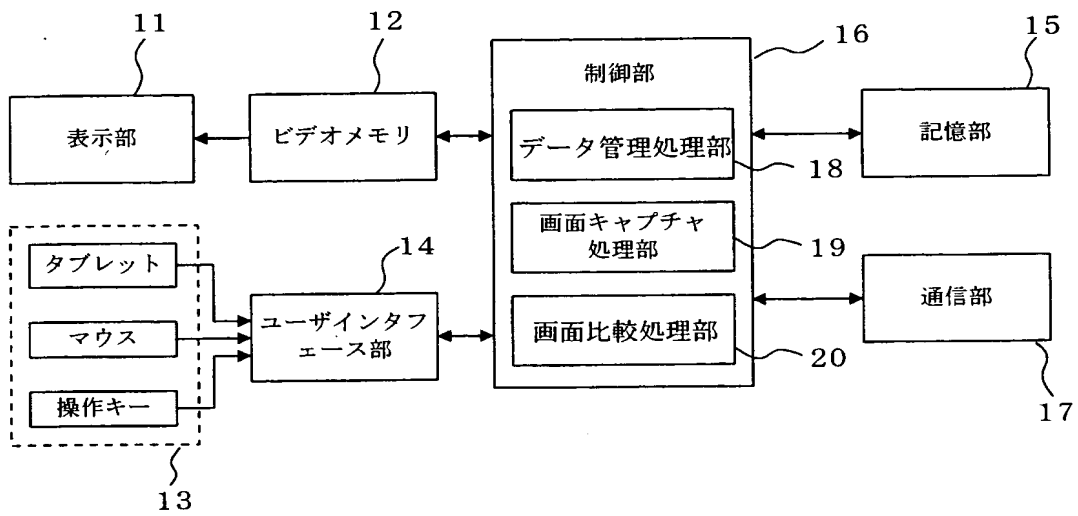 11
12
16
15
制御部
表示部
ビデオメモリ
データ管理処理部
18
記憶部
画面キャプチャ
処理部
19
14
タブレット
マウス
操作キー
13
ユーザインタフ
ェース部
画面比較処理部
20
通信部
17